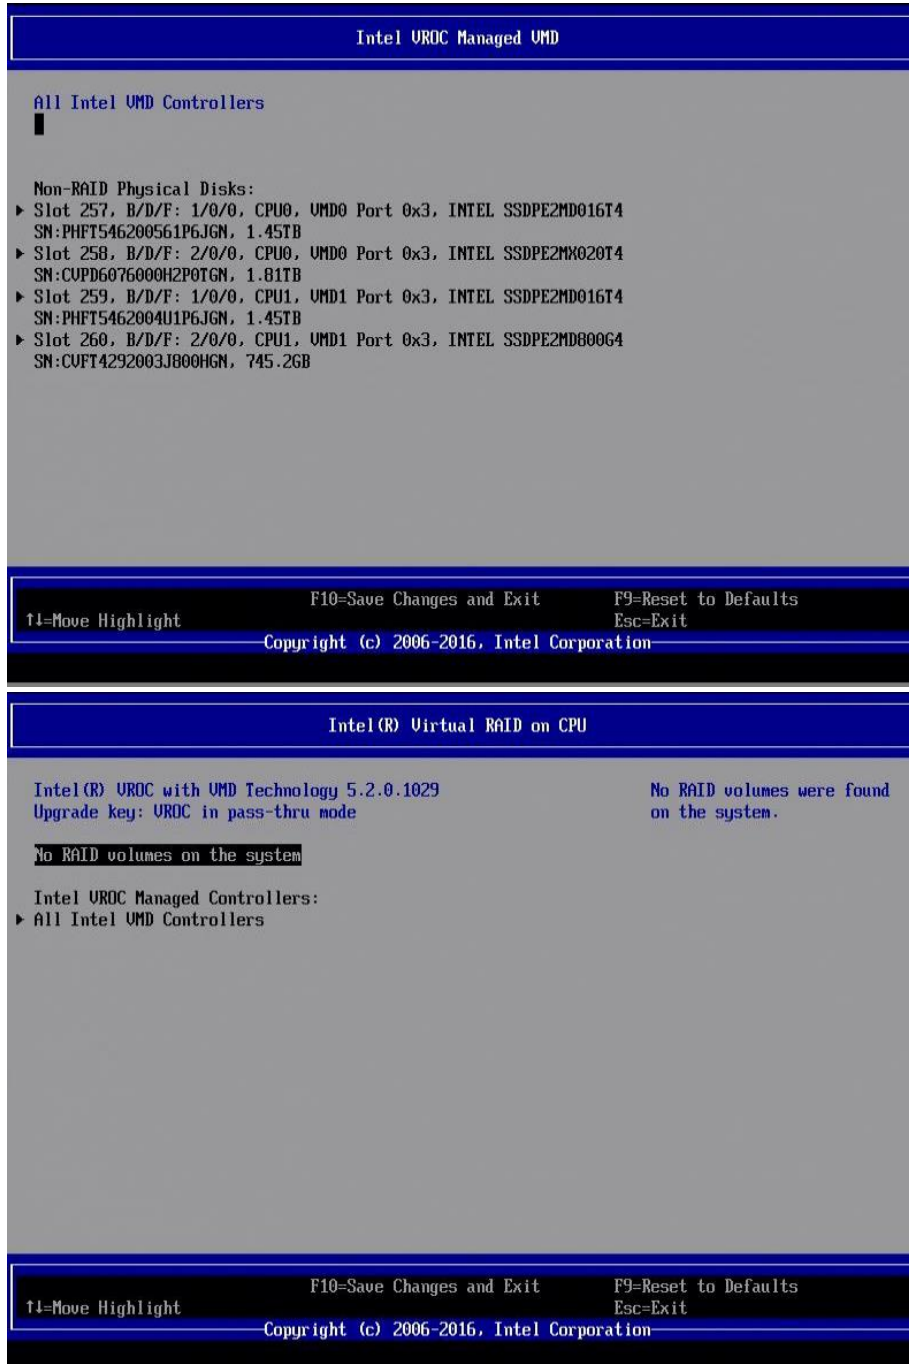 Intel VROC Managed VMD
All Intel VMD Controllers
Non-RAID Physical Disks:
Slot 257, B/D/F: 1/0/0, CPU0, VMD0 Port 0x3, INTEL SSDPE2MD016T4
SN:PHFT546200561P6JGN, 1.45TB
Slot 258, B/D/F: 2/0/0, CPU0, VMD0 Port 0x3, INTEL SSDPE2MX020T4
SN:CVPD6076000H2P0TGN, 1.81TB
Slot 259, B/D/F: 1/0/0, CPU1, VMD1 Port 0x3, INTEL SSDPE2MD016T4
SN:PHFT5462004U1P6JGN, 1.45TB
Slot 260, B/D/F: 2/0/0, CPU1, VMD1 Port 0x3, INTEL SSDPE2MD800G4
SN:CVFT4292003J800HGN, 745.2GB
F10=Save Changes and Exit F9=Reset to Defaults
↑↓=Move Highlight Esc=Exit
Copyright (c) 2006-2016, Intel Corporation
Intel(R) Virtual RAID on CPU
Intel(R) VROC with VMD Technology 5.2.0.1029 No RAID volumes were found
Upgrade key: VROC in pass-thru mode on the system.
No RAID volumes on the system
Intel VROC Managed Controllers:
All Intel VMD Controllers
F10=Save Changes and Exit F9=Reset to Defaults
↑↓=Move Highlight Esc=Exit
Copyright (c) 2006-2016, Intel Corporation